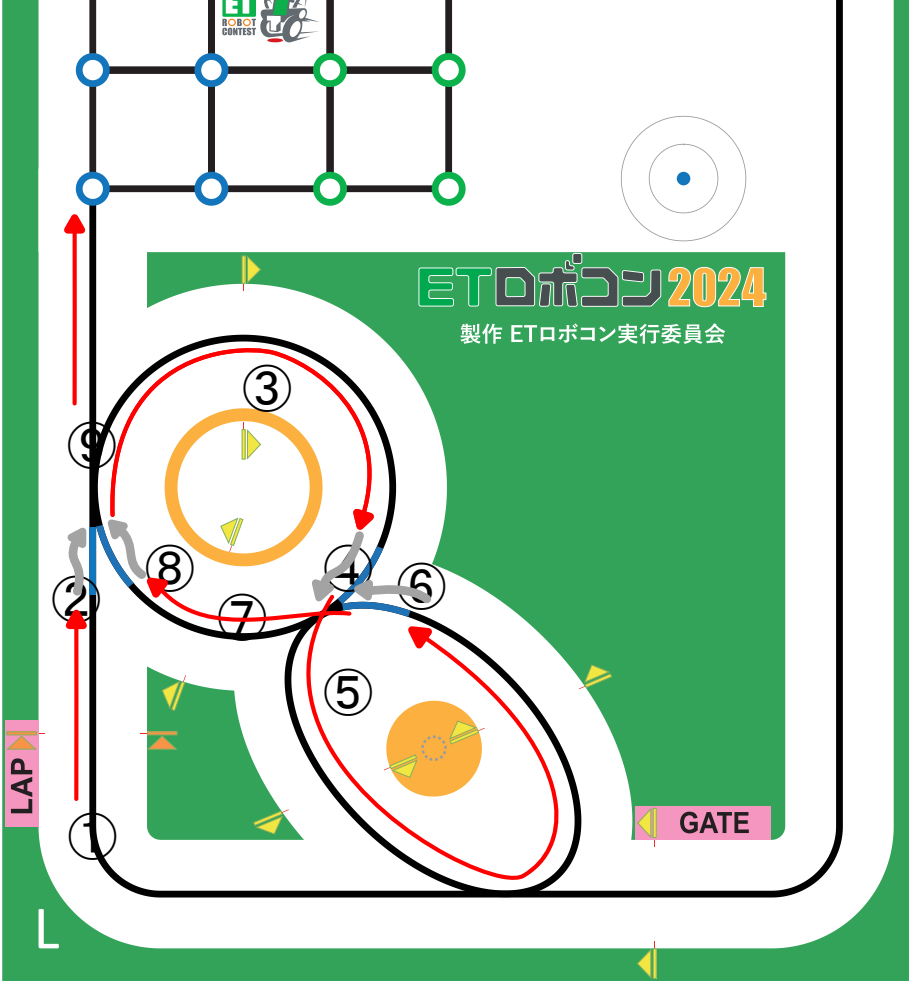 ET
ROBOT
CONTEST
ETロボコン2024
製作 ETロボコン実行委員会
③
⑨
④
⑧
⑥
②
⑦
⑤
LAP
①
GATE
L